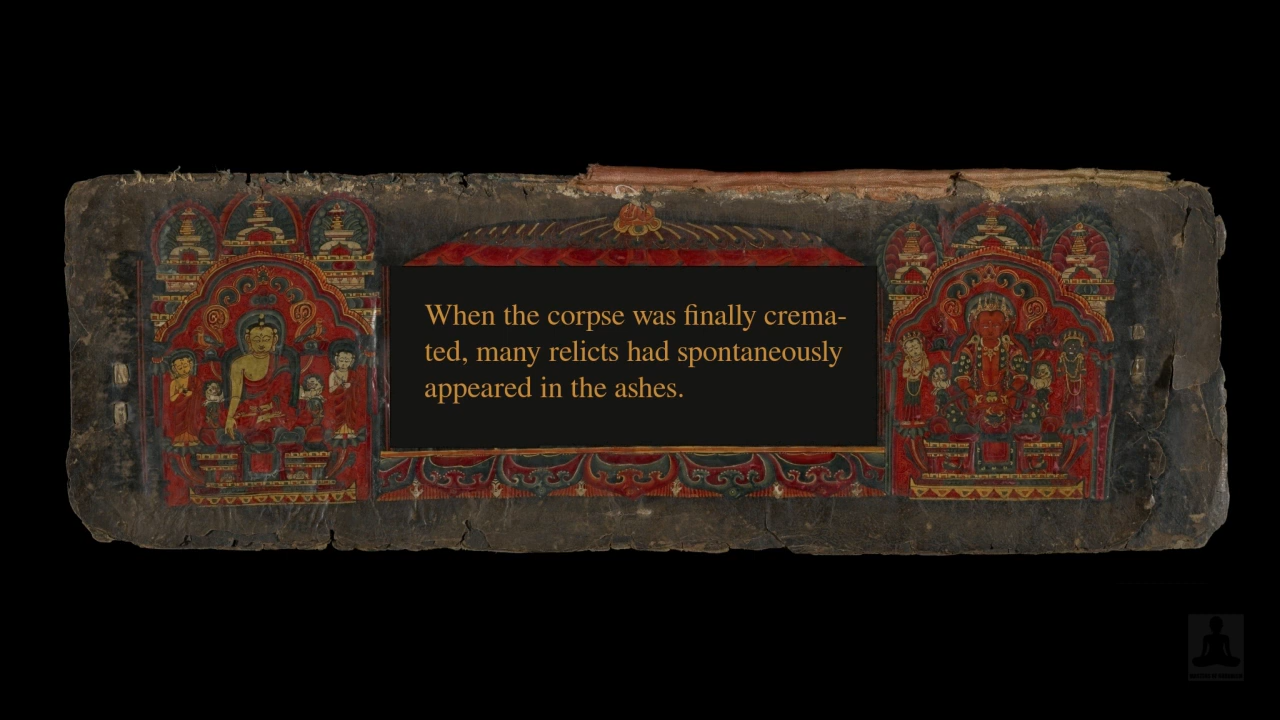 When the corpse was finally crema-
ted, many relicts had spontaneously
appeared in the ashes.